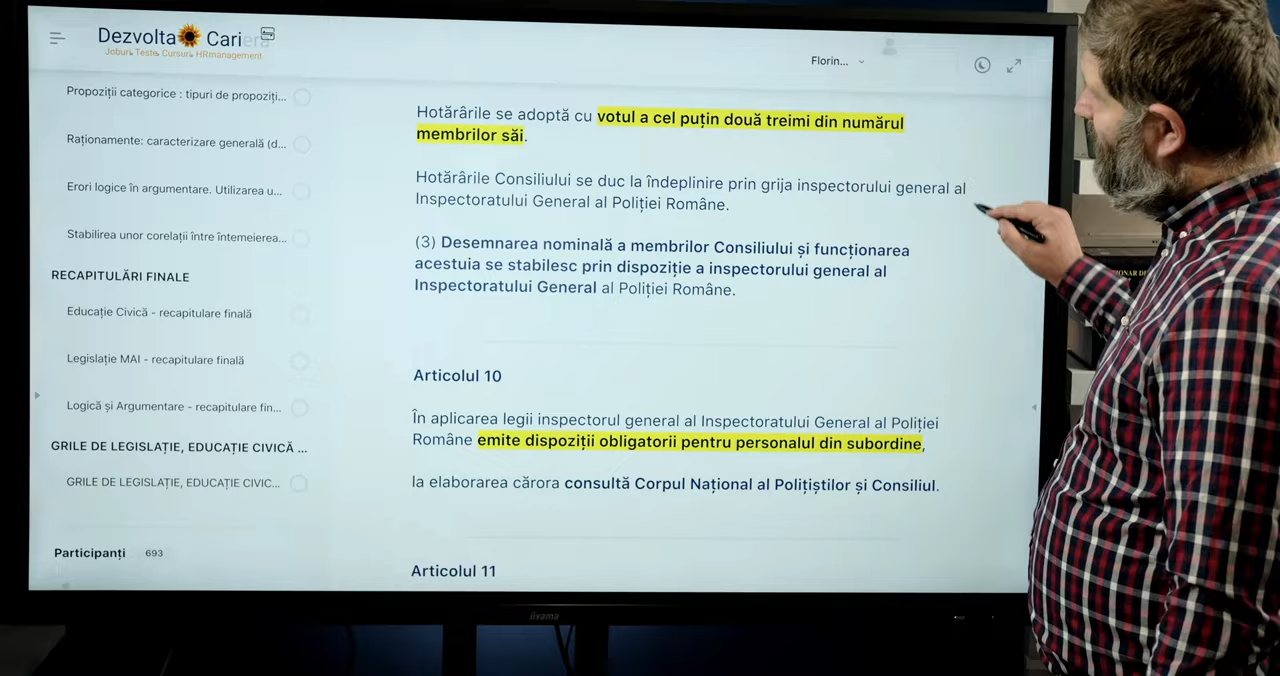 Dezvolta Cariera
Joburi, Teste, Cursuri, HRmanagement
Florin...
Propoziții categorice : tipuri de propoziți...
Raționamente: caracterizare generală (d...
Erori logice în argumentare. Utilizarea u...
Stabilirea unor corelații între întemeierea...
RECAPITULĂRI FINALE
Educație Civică - recapitulare finală
Legislație MAI - recapitulare finală
Logică și Argumentare - recapitulare fin...
GRILE DE LEGISLAȚIE, EDUCAȚIE CIVICĂ ...
GRILE DE LEGISLAȚIE, EDUCAȚIE CIVIC...
Participanți 693
Hotărârile se adoptă cu votul a cel puțin două treimi din numărul
membrilor săi.
Hotărârile Consiliului se duc la îndeplinire prin grija inspectorului general al
Inspectoratului General al Poliției Române.
(3) Desemnarea nominală a membrilor Consiliului și funcționarea
acestuia se stabilesc prin dispoziție a inspectorului general al
Inspectoratului General al Poliției Române.
Articolul 10
În aplicarea legii inspectorul general al Inspectoratului General al Poliției
Române emite dispoziții obligatorii pentru personalul din subordine,
la elaborarea cărora consultă Corpul Național al Polițiștilor și Consiliul.
Articolul 11
iiyama